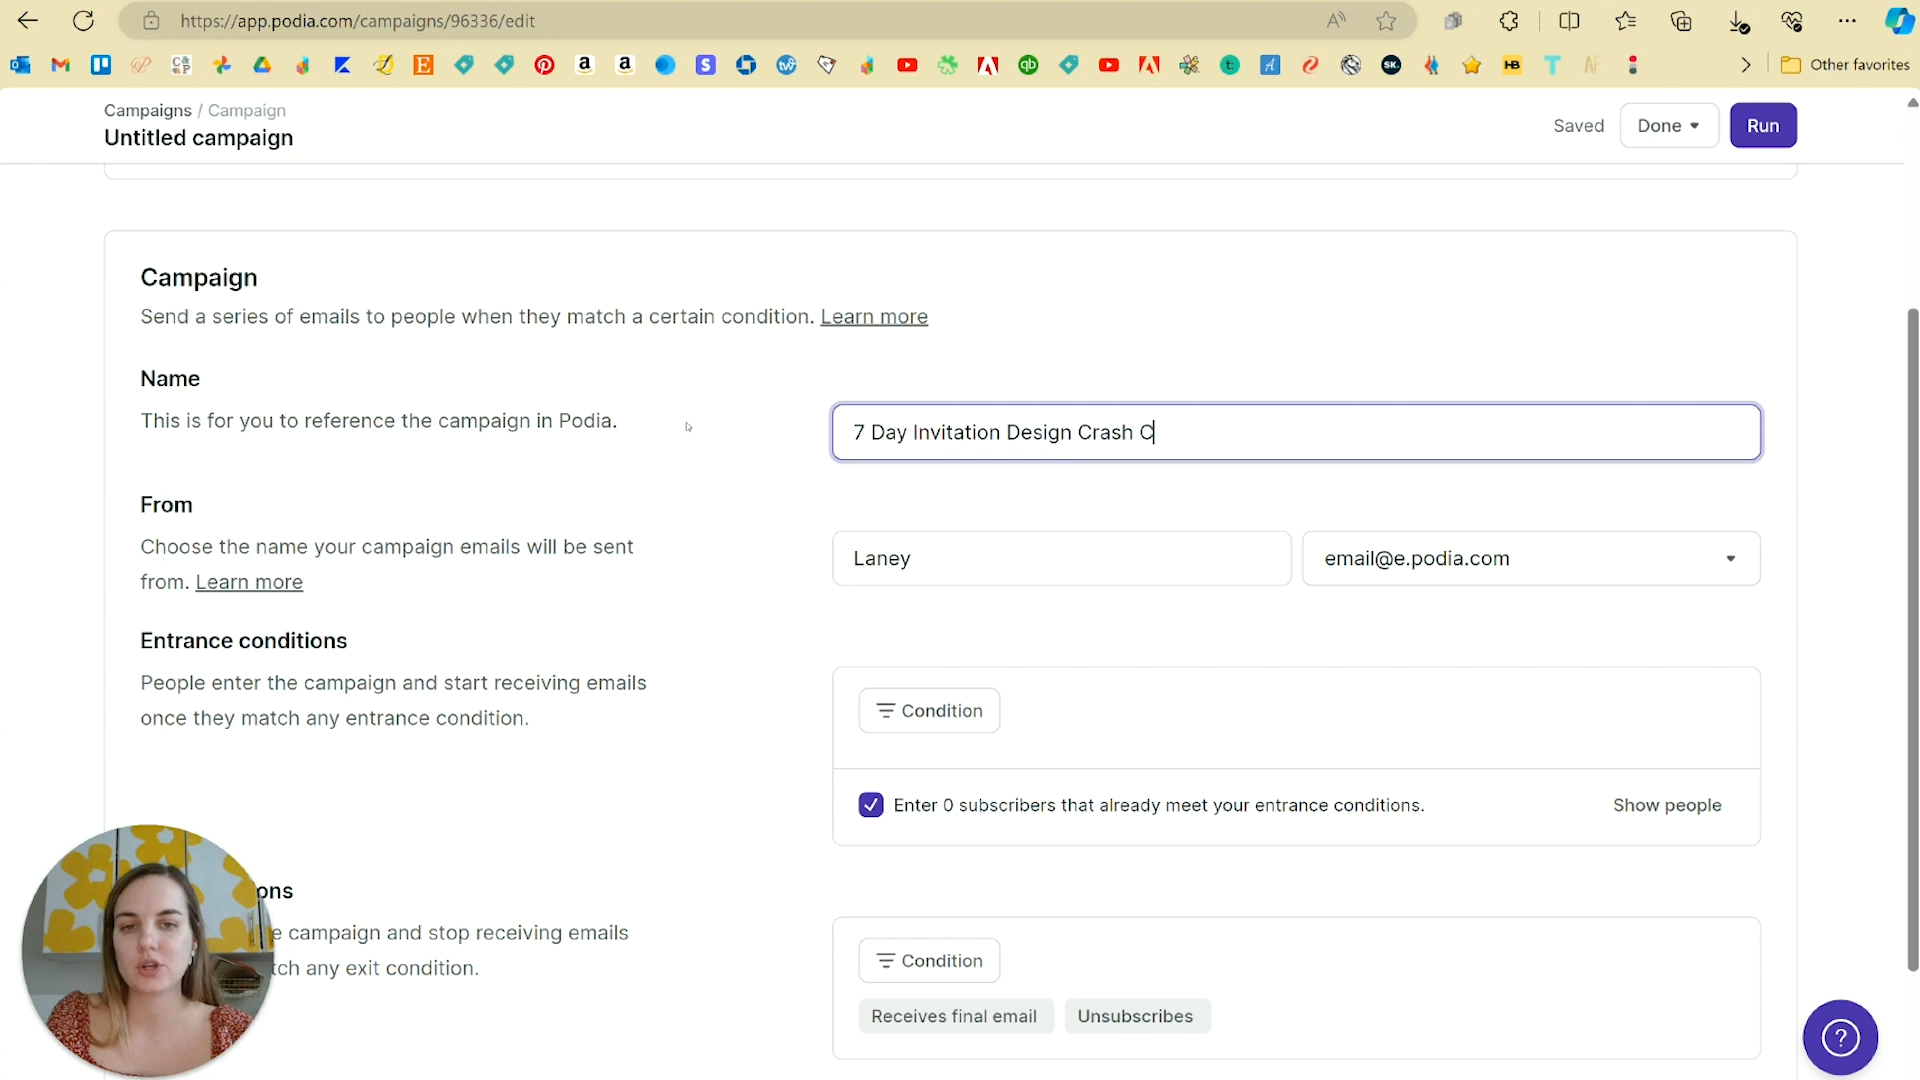 https://app.podia.com/campaigns/96336/edit
Other favorites
Campaigns / Campaign
Untitled campaign
Saved
Done
Run
Campaign
Send a series of emails to people when they match a certain condition. Learn more
Name
This is for you to reference the campaign in Podia.
7 Day Invitation Design Crash C
From
Choose the name your campaign emails will be sent
from. Learn more
Laney
email@e.podia.com
Entrance conditions
People enter the campaign and start receiving emails
once they match any entrance condition.
Condition
Enter 0 subscribers that already meet your entrance conditions.
Show people
ons
e campaign and stop receiving emails
tch any exit condition.
Condition
Receives final email
Unsubscribes